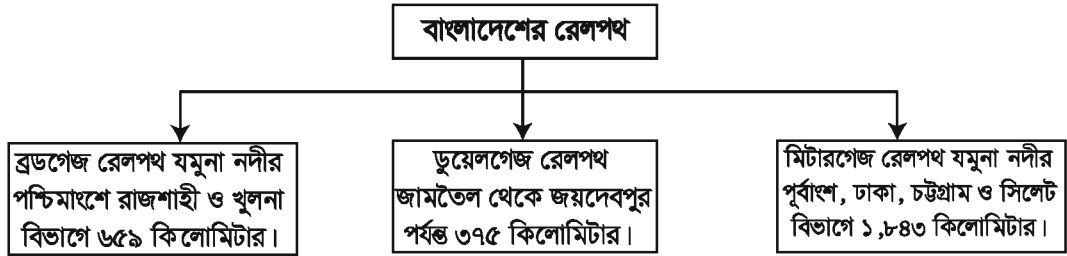 বাংলাদেশের রেলপথ
ব্রডগেজ রেলপথ যমুনা নদীর
পশ্চিমাংশে রাজশাহী ও খুলনা
বিভাগে ৬৫৯ কিলোমিটার।
ডুয়েলগেজ রেলপথ
জামতৈল থেকে জয়দেবপুর
পর্যন্ত ৩৭৫ কিলোমিটার।
মিটারগেজ রেলপথ যমুনা নদীর
পূর্বাংশ, ঢাকা, চট্টগ্রাম ও সিলেট
বিভাগে ১,৮৪৩ কিলোমিটার।